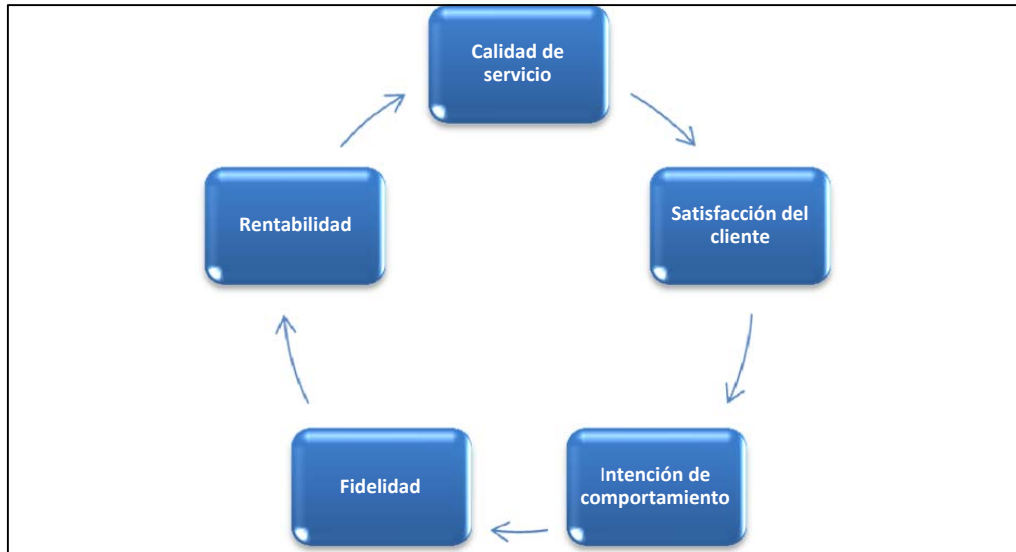 Calidad de
servicio
Satisfacción del
cliente
Intención de
comportamiento
Fidelidad
Rentabilidad